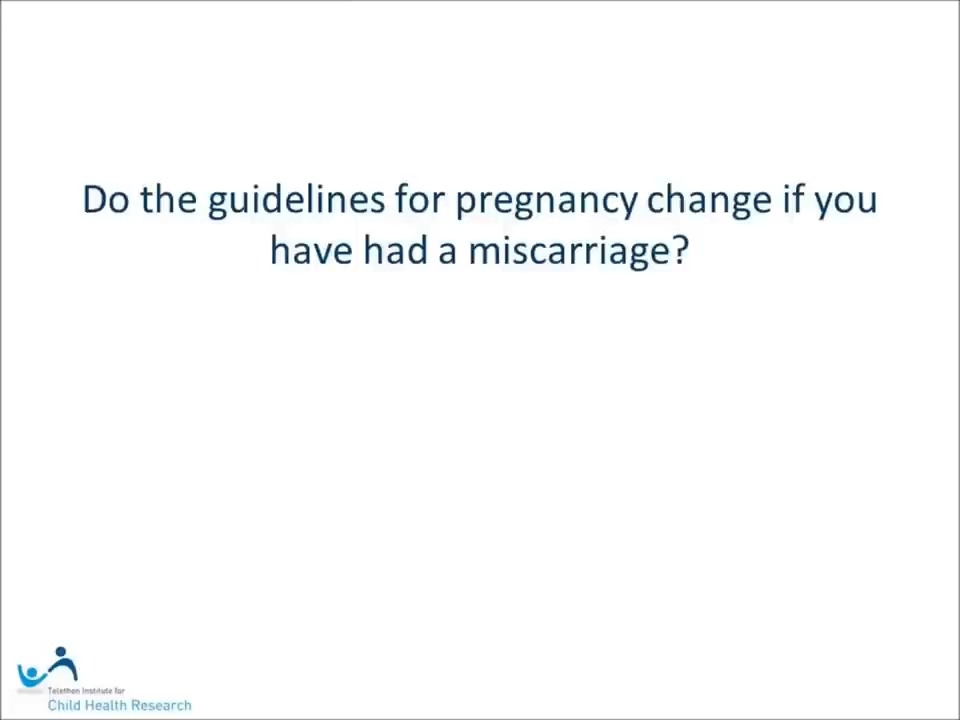 Do the guidelines for pregnancy change if you
have had a miscarriage?
Telethon Institute for
Child Health Research